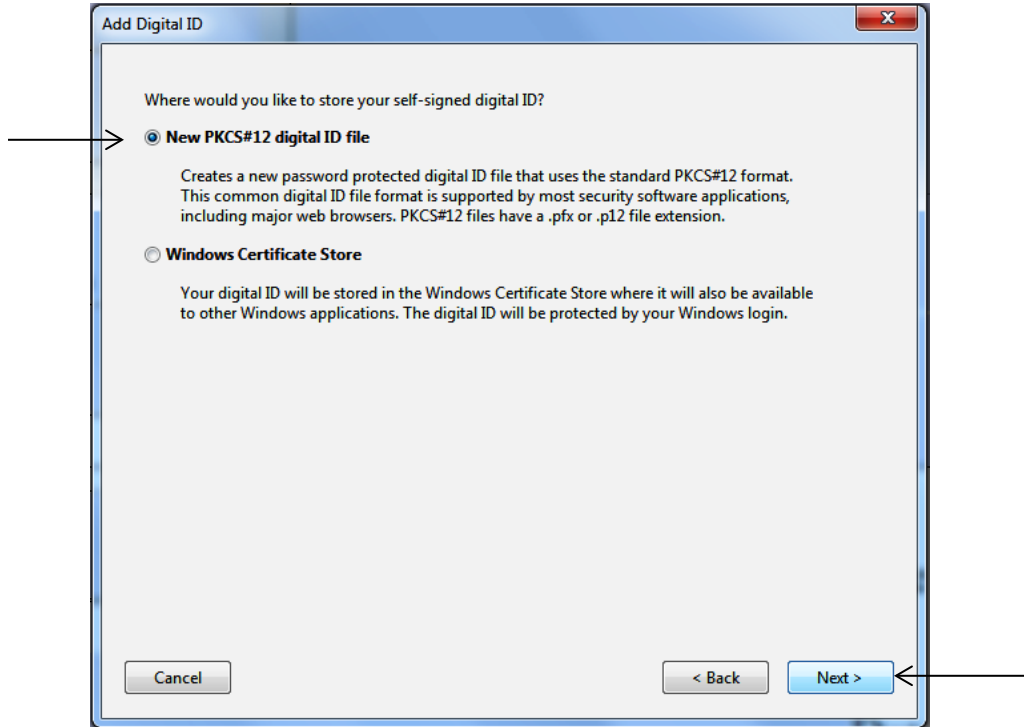 Add Digital ID
x
Where would you like to store your self-signed digital ID?
New PKCS#12 digital ID file
Creates a new password protected digital ID file that uses the standard PKCS#12 format.
This common digital ID file format is supported by most security software applications,
including major web browsers. PKCS#12 files have a .pfx or .p12 file extension.
Windows Certificate Store
Your digital ID will be stored in the Windows Certificate Store where it will also be available
to other Windows applications. The digital ID will be protected by your Windows login.
Cancel
< Back
Next >